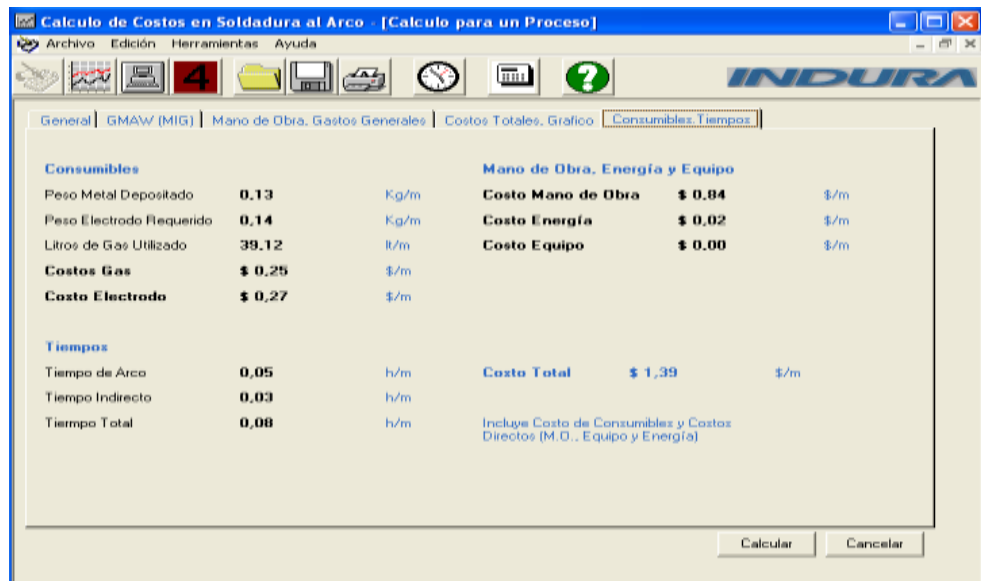 Calculo de Costos en Soldadura al Arco - [Calculo para un Proceso]
Archivo Edición Herramientas Ayuda
4 ? INDURA
General GMAW (MIG) Mano de Obra, Gastos Generales Costos Totales, Grafico Consumibles,Tiempos
Consumibles Mano de Obra, Energía y Equipo
Peso Metal Depositado 0,13 Kg/m Costo Mano de Obra $ 0,84 $/m
Peso Electrodo Requerido 0,14 Kg/m Costo Energía $ 0,02 $/m
Litros de Gas Utilizado 39,12 lt/m Costo Equipo $ 0,00 $/m
Costos Gas $ 0,25 $/m
Costo Electrodo $ 0,27 $/m
Tiempos
Tiempo de Arco 0,05 h/m Costo Total $ 1,39 $/m
Tiempo Indirecto 0,03 h/m
Tiermpo Total 0,08 h/m Incluye Costo de Consumibles y Costos
Directos (M.O., Equipo y Energía)
Calcular Cancelar